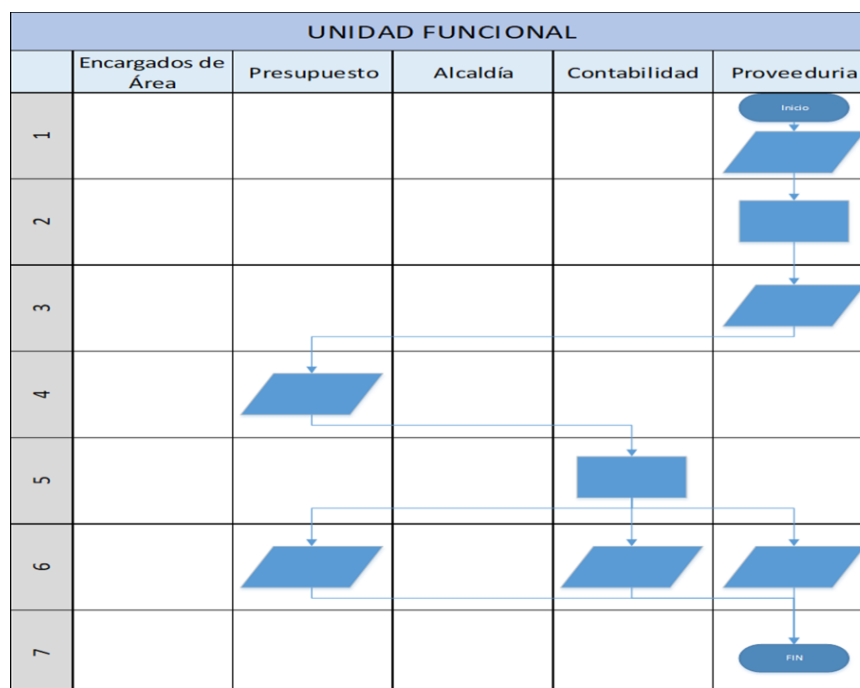 UNIDAD FUNCIONAL
Encargados de
Área
Presupuesto
Alcaldía
Contabilidad
Proveeduria
1
Inicio
2
3
4
5
6
7
FIN